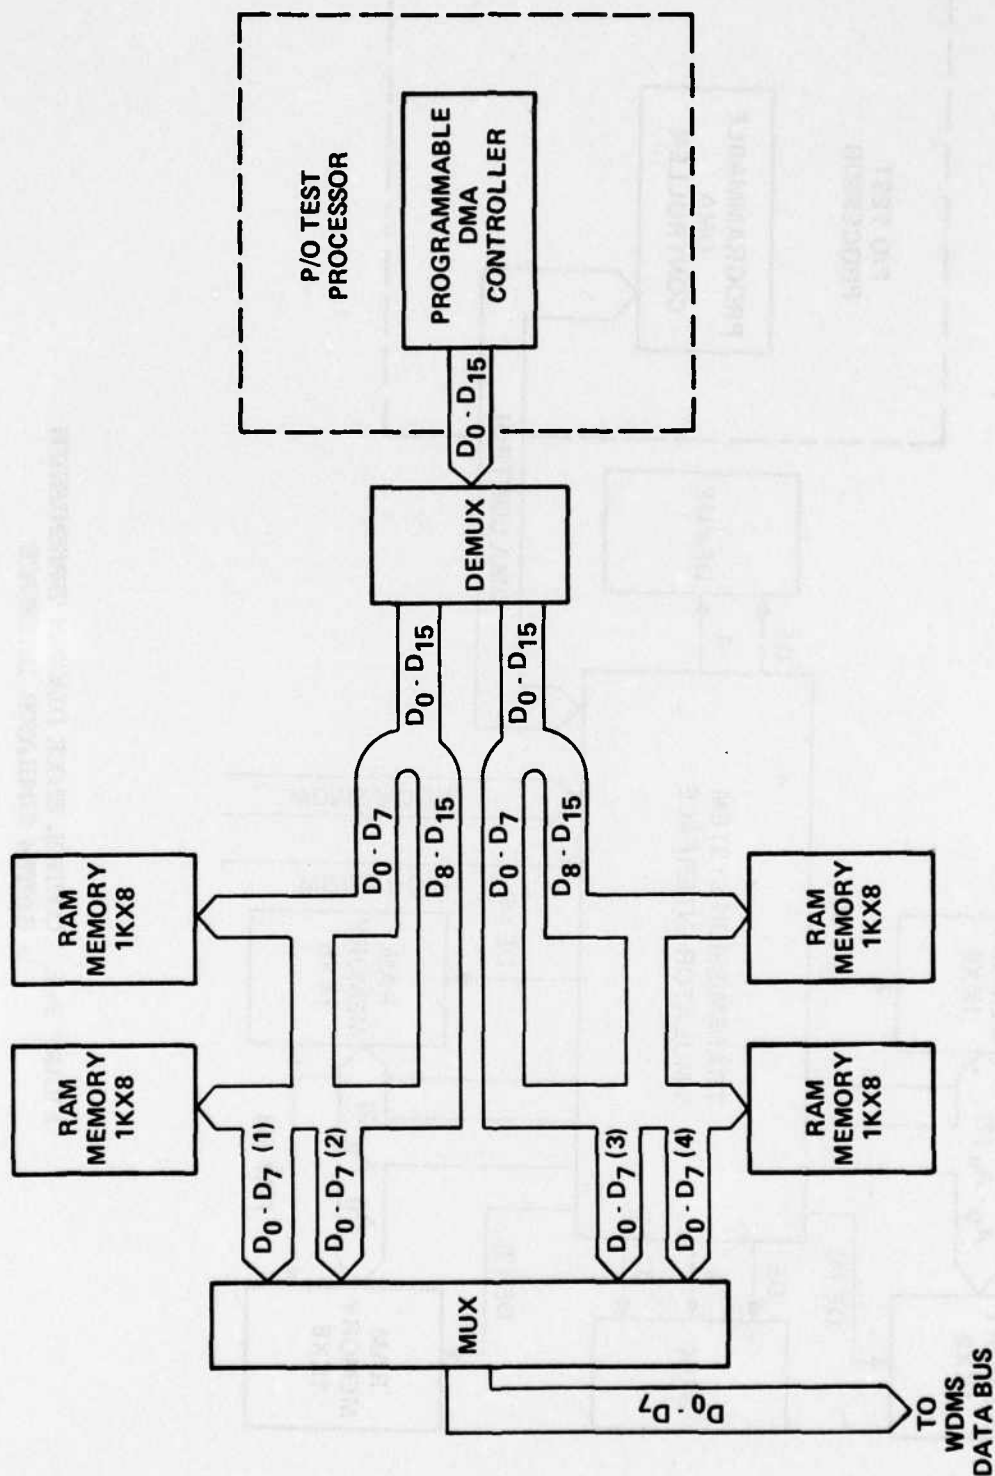 P/O TEST
PROCESSOR
PROGRAMMABLE
DMA
CONTROLLER
D0 - D15
DEMUX
D0 - D15
D0 - D15
D0 - D7
D8 - D15
D0 - D7
D8 - D15
RAM
MEMORY
1KX8
RAM
MEMORY
1KX8
RAM
MEMORY
1KX8
RAM
MEMORY
1KX8
D0 - D7 (1)
D0 - D7 (2)
D0 - D7 (3)
D0 - D7 (4)
MUX
D0 - D7
TO
WDMS
DATA BUS